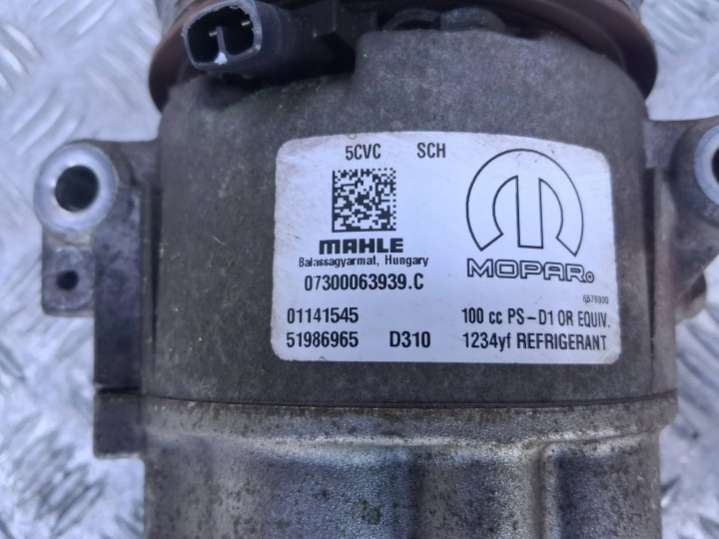 5CVC SCH
MAHLE
Balassagyarmat, Hungary
07300063939.C
MOPAR®
01141545 100 cc PS-D1 OR EQUIV.
51986965 D310 1234yf REFRIGERANT